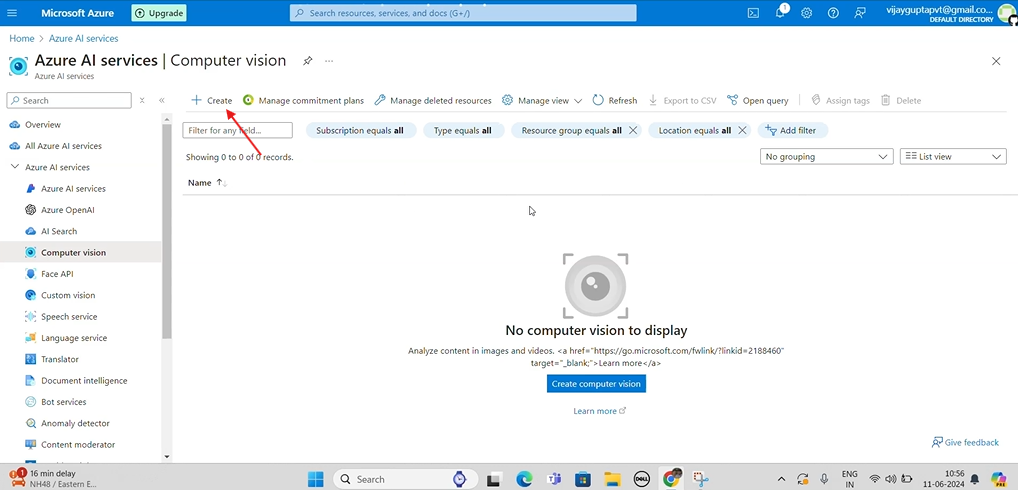 Microsoft Azure
Upgrade
Search resources, services, and docs (G+/)
1
vijayguptapvt@gmail.co...
DEFAULT DIRECTORY
Home > Azure AI services
Azure AI services | Computer vision
Azure AI services
Search
Create
Manage commitment plans
Manage deleted resources
Manage view
Refresh
Export to CSV
Open query
Assign tags
Delete
Overview
All Azure AI services
Azure AI services
Azure AI services
Azure OpenAI
AI Search
Computer vision
Face API
Custom vision
Speech service
Language service
Translator
Document intelligence
Bot services
Anomaly detector
Content moderator
Filter for any field...
Subscription equals all
Type equals all
Resource group equals all
Location equals all
Add filter
Showing 0 to 0 of 0 records.
No grouping
List view
Name
No computer vision to display
Analyze content in images and videos. <a href="https://go.microsoft.com/fwlink/?linkid=2188460"
target="_blank;">Learn more</a>
Create computer vision
Learn more
Give feedback
1
16 min delay
NH48 / Eastern E...
Search
DELL
ENG
IN
10:56
11-06-2024